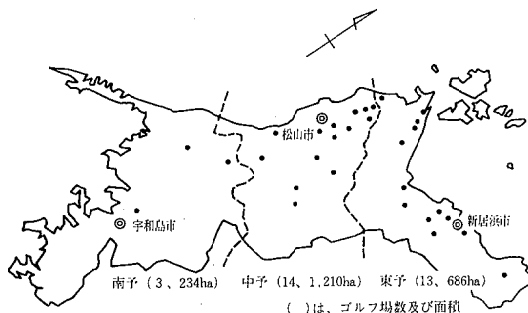 松山市
宇和島市
新居浜市
南予(3、234ha) 中予(14、1,210ha) 東予(13、686ha)
( )は、ゴルフ場数及び面積